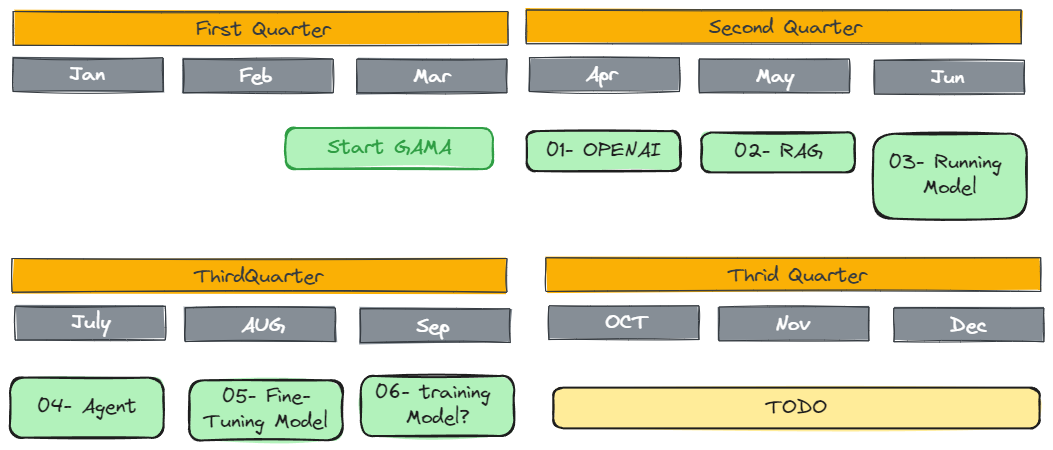 First Quarter
Second Quarter
Jan
Feb
Mar
Apr
May
Jun
Start GAMA
01- OPENAI
02- RAG
03- Running
Model
ThirdQuarter
Thrid Quarter
July
AUG
Sep
OCT
Nov
Dec
04- Agent
05- Fine-
Tuning Model
06- training
Model?
TODO